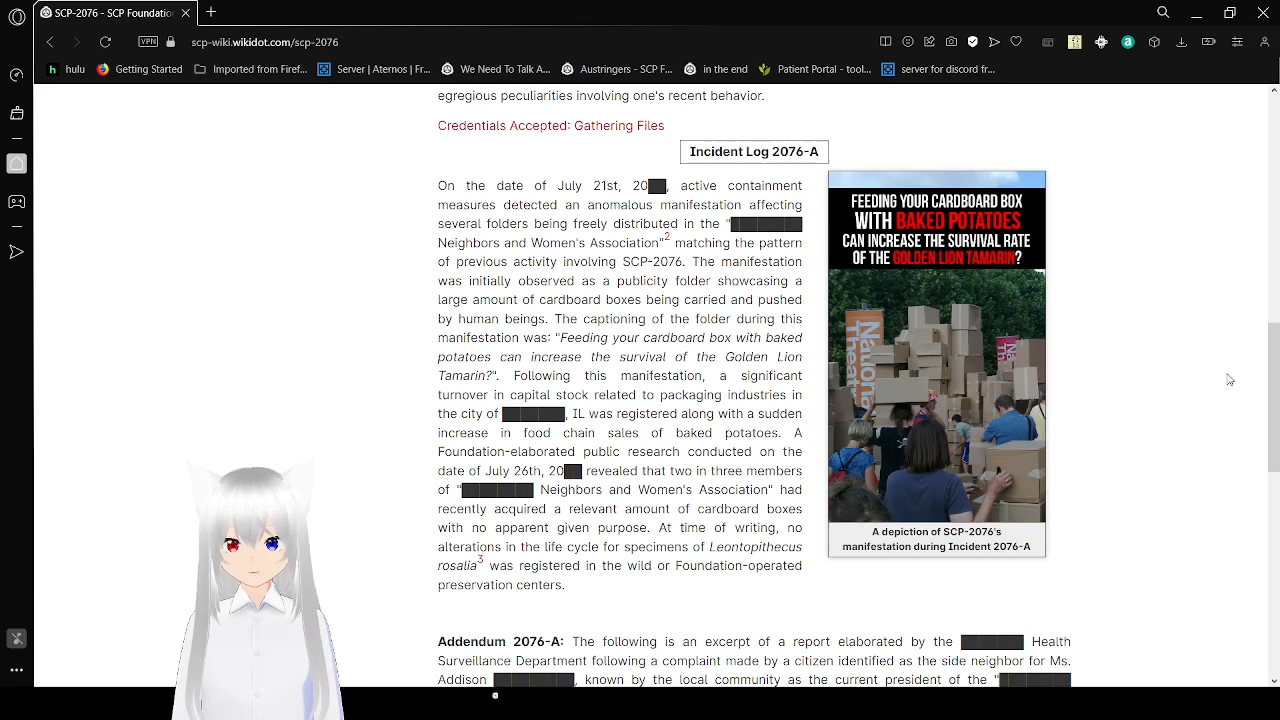 SCP-2076 - SCP Foundation
VPN
scp-wiki.wikidot.com/scp-2076
h hulu
Getting Started
Imported from Firef...
Server | Aternos | Fr...
We Need To Talk A...
Austringers - SCP F...
in the end
Patient Portal - tool...
server for discord fr...
egregious peculiarities involving one's recent behavior.
Credentials Accepted: Gathering Files
Incident Log 2076-A
On the date of July 21st, 20██, active containment
measures detected an anomalous manifestation affecting
several folders being freely distributed in the "████████
Neighbors and Women's Association"2 matching the pattern
of previous activity involving SCP-2076. The manifestation
was initially observed as a publicity folder showcasing a
large amount of cardboard boxes being carried and pushed
by human beings. The captioning of the folder during this
manifestation was: "Feeding your cardboard box with baked
potatoes can increase the survival of the Golden Lion
Tamarin?". Following this manifestation, a significant
turnover in capital stock related to packaging industries in
the city of ███████, IL was registered along with a sudden
increase in food chain sales of baked potatoes. A
Foundation-elaborated public research conducted on the
date of July 26th, 20██ revealed that two in three members
of "████████ Neighbors and Women's Association" had
recently acquired a relevant amount of cardboard boxes
with no apparent given purpose. At time of writing, no
alterations in the life cycle for specimens of Leontopithecus
rosalia3 was registered in the wild or Foundation-operated
preservation centers.
FEEDING YOUR CARDBOARD BOX
WITH BAKED POTATOES
CAN INCREASE THE SURVIVAL RATE
OF THE GOLDEN LION TAMARIN?
National
Theatr
Na
A depiction of SCP-2076's
manifestation during Incident 2076-A
Addendum 2076-A: The following is an excerpt of a report elaborated by the ███████ Health
Surveillance Department following a complaint made by a citizen identified as the side neighbor for Ms.
Addison █████████, known by the local community as the current president of the "████████